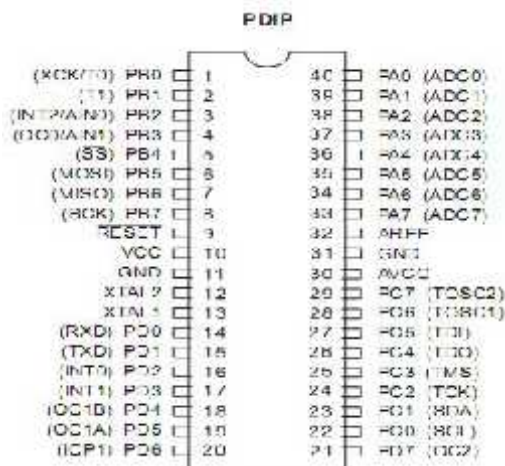 PDIP
(XCK/T0) PB0 1 40 PA0 (ADC0)
(T1) PB1 2 39 PA1 (ADC1)
(INT2/AIN0) PB2 3 38 PA2 (ADC2)
(OC0/AIN1) PB3 4 37 PA3 (ADC3)
(SS) PB4 5 36 PA4 (ADC4)
(MOSI) PB5 6 35 PA5 (ADC5)
(MISO) PB6 7 34 PA6 (ADC6)
(SCK) PB7 8 33 PA7 (ADC7)
RESET 9 32 AREF
VCC 10 31 GND
GND 11 30 AVCC
XTAL2 12 29 PC7 (TOSC2)
XTAL1 13 28 PC6 (TOSC1)
(RXD) PD0 14 27 PC5 (TDI)
(TXD) PD1 15 26 PC4 (TDO)
(INT0) PD2 16 25 PC3 (TMS)
(INT1) PD3 17 24 PC2 (TCK)
(OC1B) PD4 18 23 PC1 (SDA)
(OC1A) PD5 19 22 PC0 (SCL)
(ICP1) PD6 20 21 PD7 (OC2)